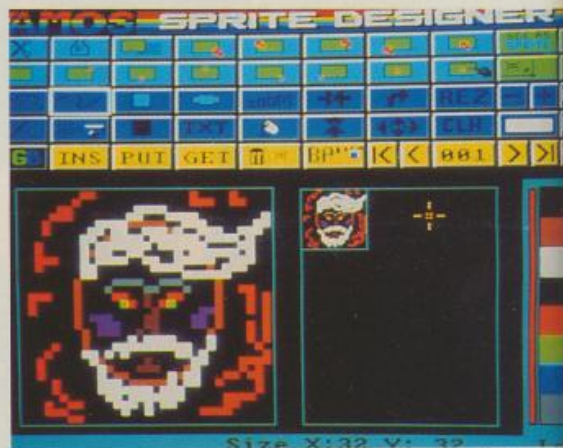 AMOS SPRITE DESIGNER
REZ
TXT CLR
INS PUT GET 001
Size X:32 Y: 32